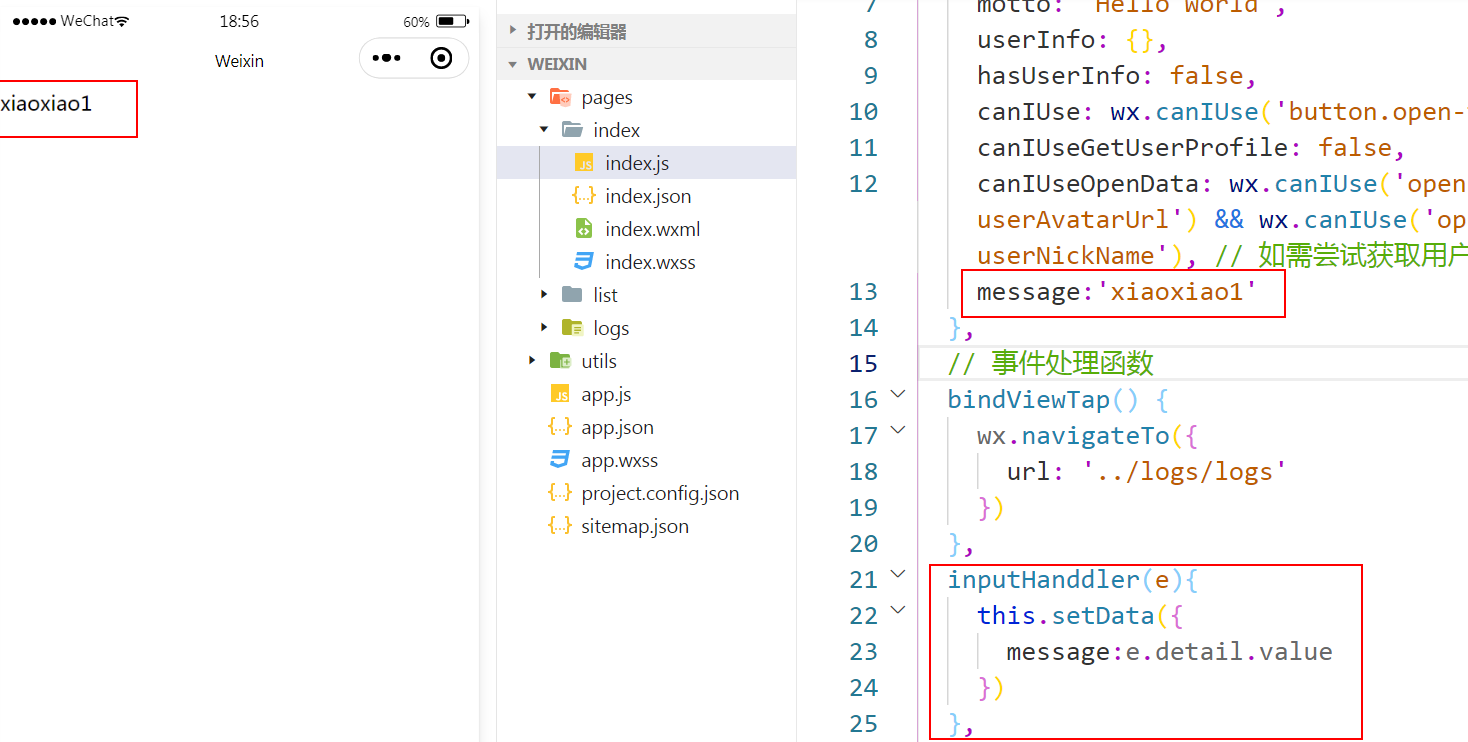 WeChat 18:56 60%
Weixin
xiaoxiao1
打开的编辑器
WEIXIN
pages
index
index.js
index.json
index.wxml
index.wxss
list
logs
utils
app.js
app.json
app.wxss
project.config.json
sitemap.json
7 motto: 'Hello World',
8 userInfo: {},
9 hasUserInfo: false,
10 canIUse: wx.canIUse('button.open-
11 canIUseGetUserProfile: false,
12 canIUseOpenData: wx.canIUse('open
userAvatarUrl') && wx.canIUse('op
userNickName'), // 如需尝试获取用户
13 message:'xiaoxiao1'
14 },
15 // 事件处理函数
16 bindViewTap() {
17 wx.navigateTo({
18 url: '../logs/logs'
19 })
20 },
21 inputHanddler(e){
22 this.setData({
23 message:e.detail.value
24 })
25 },